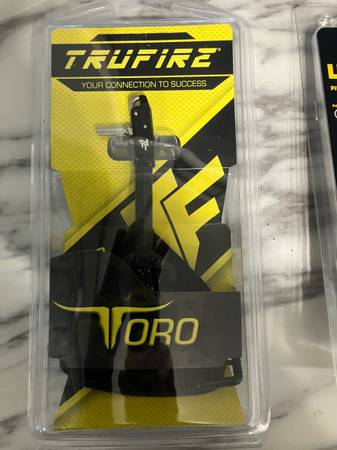 TRUFIRE®
YOUR CONNECTION TO SUCCESS
TORO